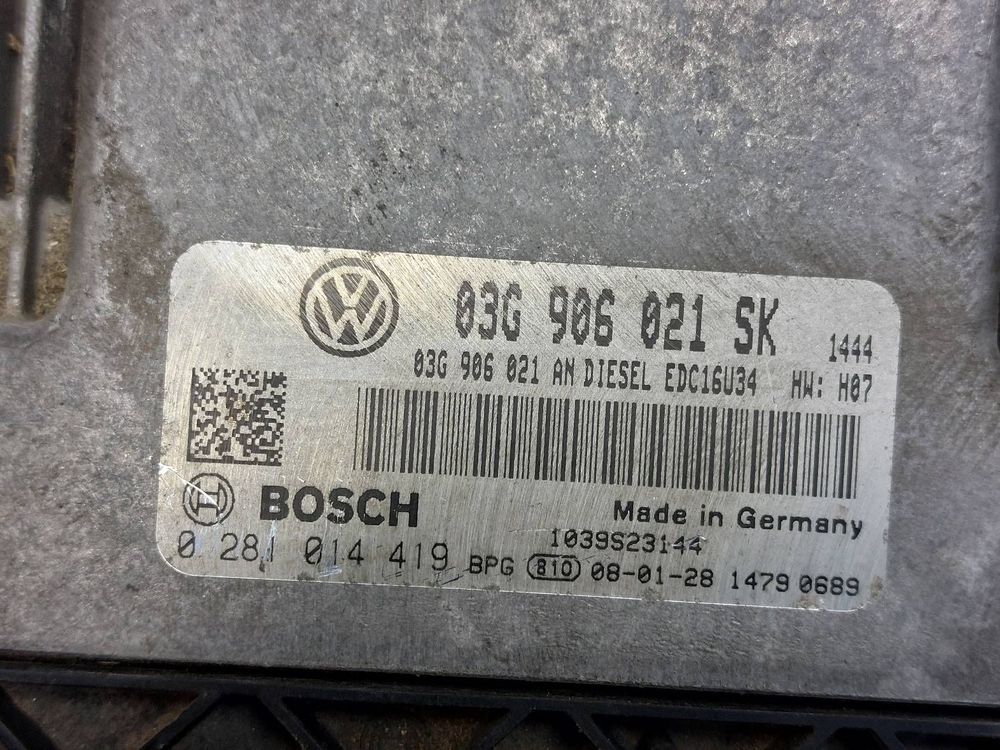 03G 906 021 SK 1444
03G 906 021 AN DIESEL EDC16U34 HW: H07
BOSCH Made in Germany
1039S23144
0 281 014 419 BPG 810 08-01-28 1479 0689